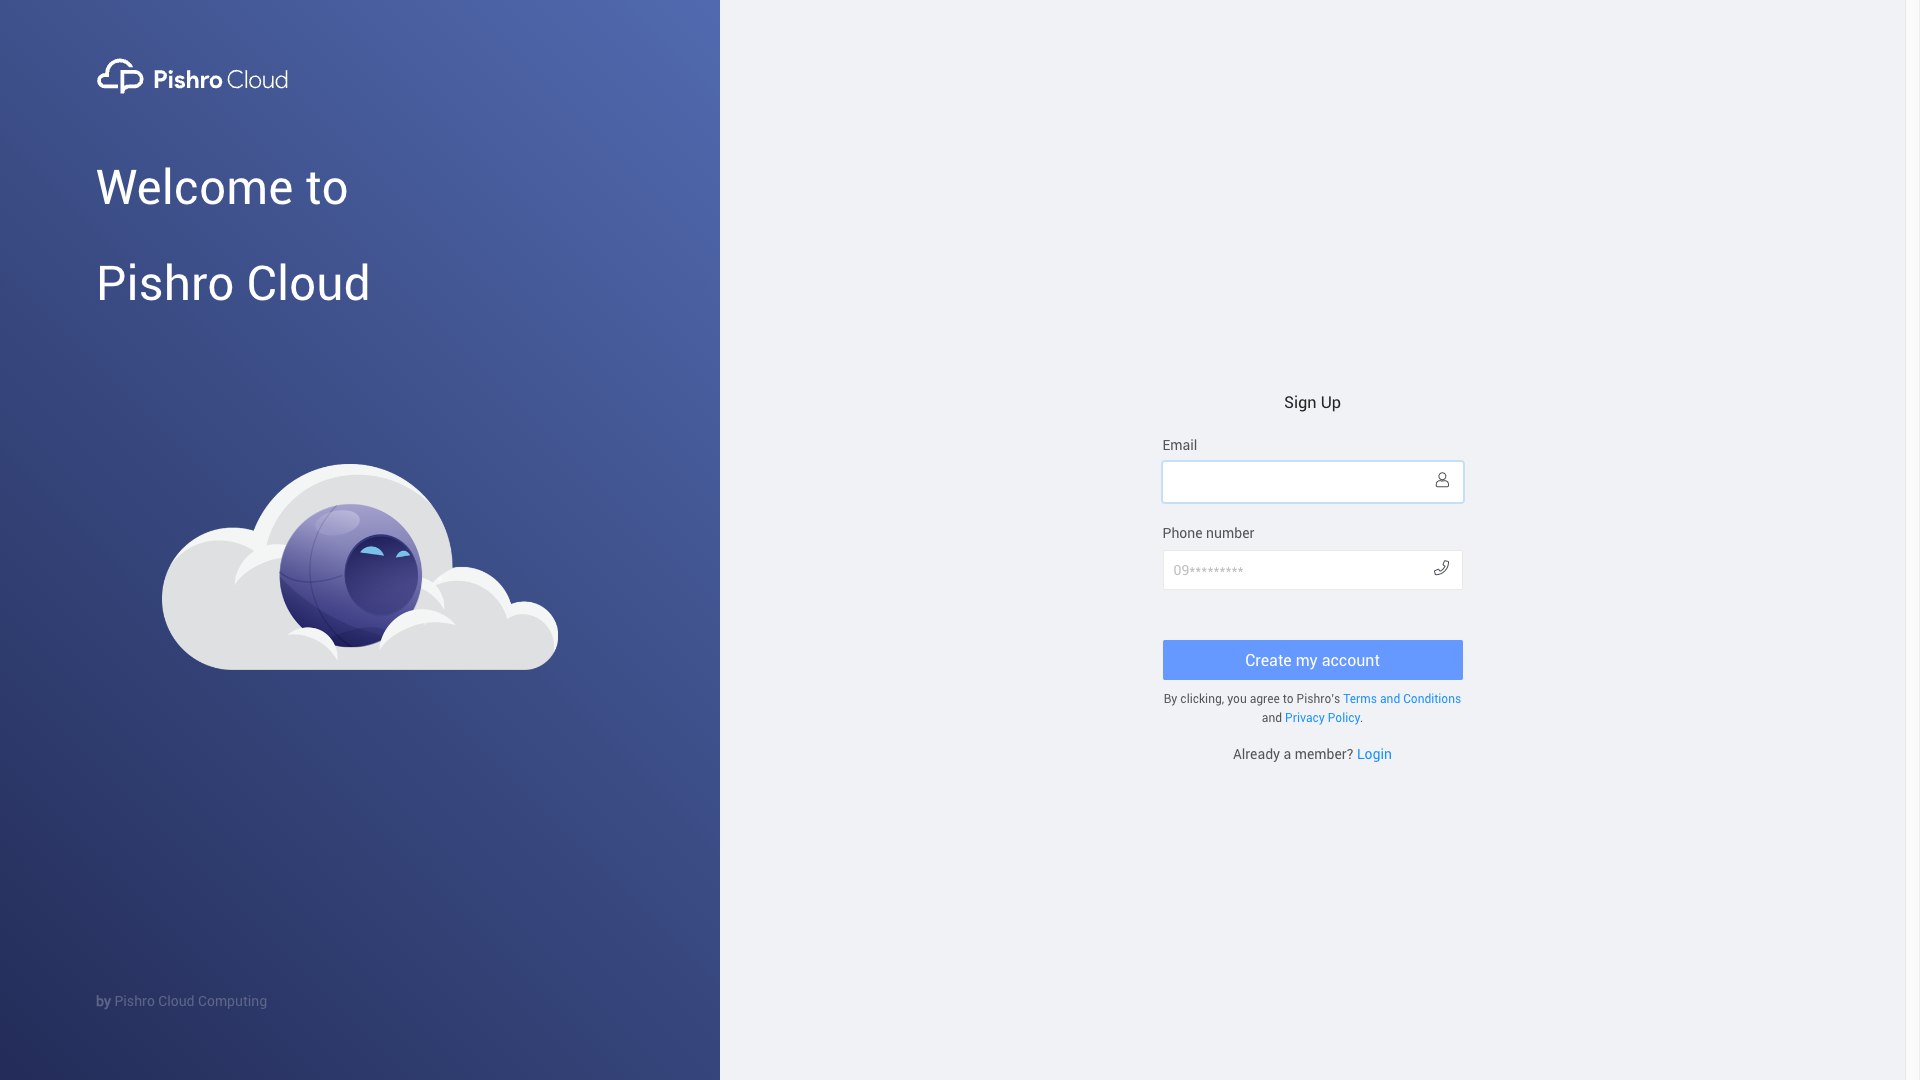 Pishro Cloud
Welcome to
Pishro Cloud
by Pishro Cloud Computing
Sign Up
Email
Phone number
09*********
Create my account
By clicking, you agree to Pishro's Terms and Conditions
and Privacy Policy.
Already a member? Login